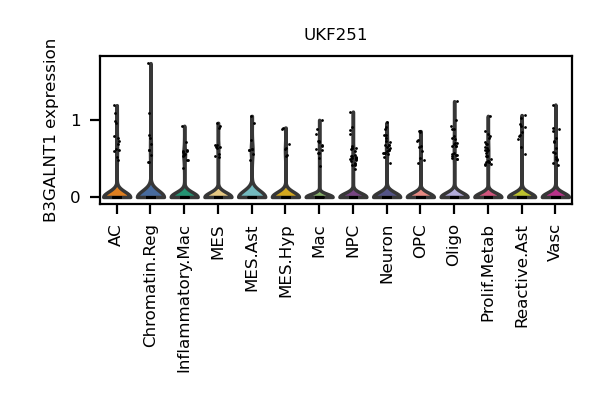 UKF251
B3GALNT1 expression
1
0
AC
Chromatin.Reg
Inflammatory.Mac
MES
MES.Ast
MES.Hyp
Mac
NPC
Neuron
OPC
Oligo
Prolif.Metab
Reactive.Ast
Vasc